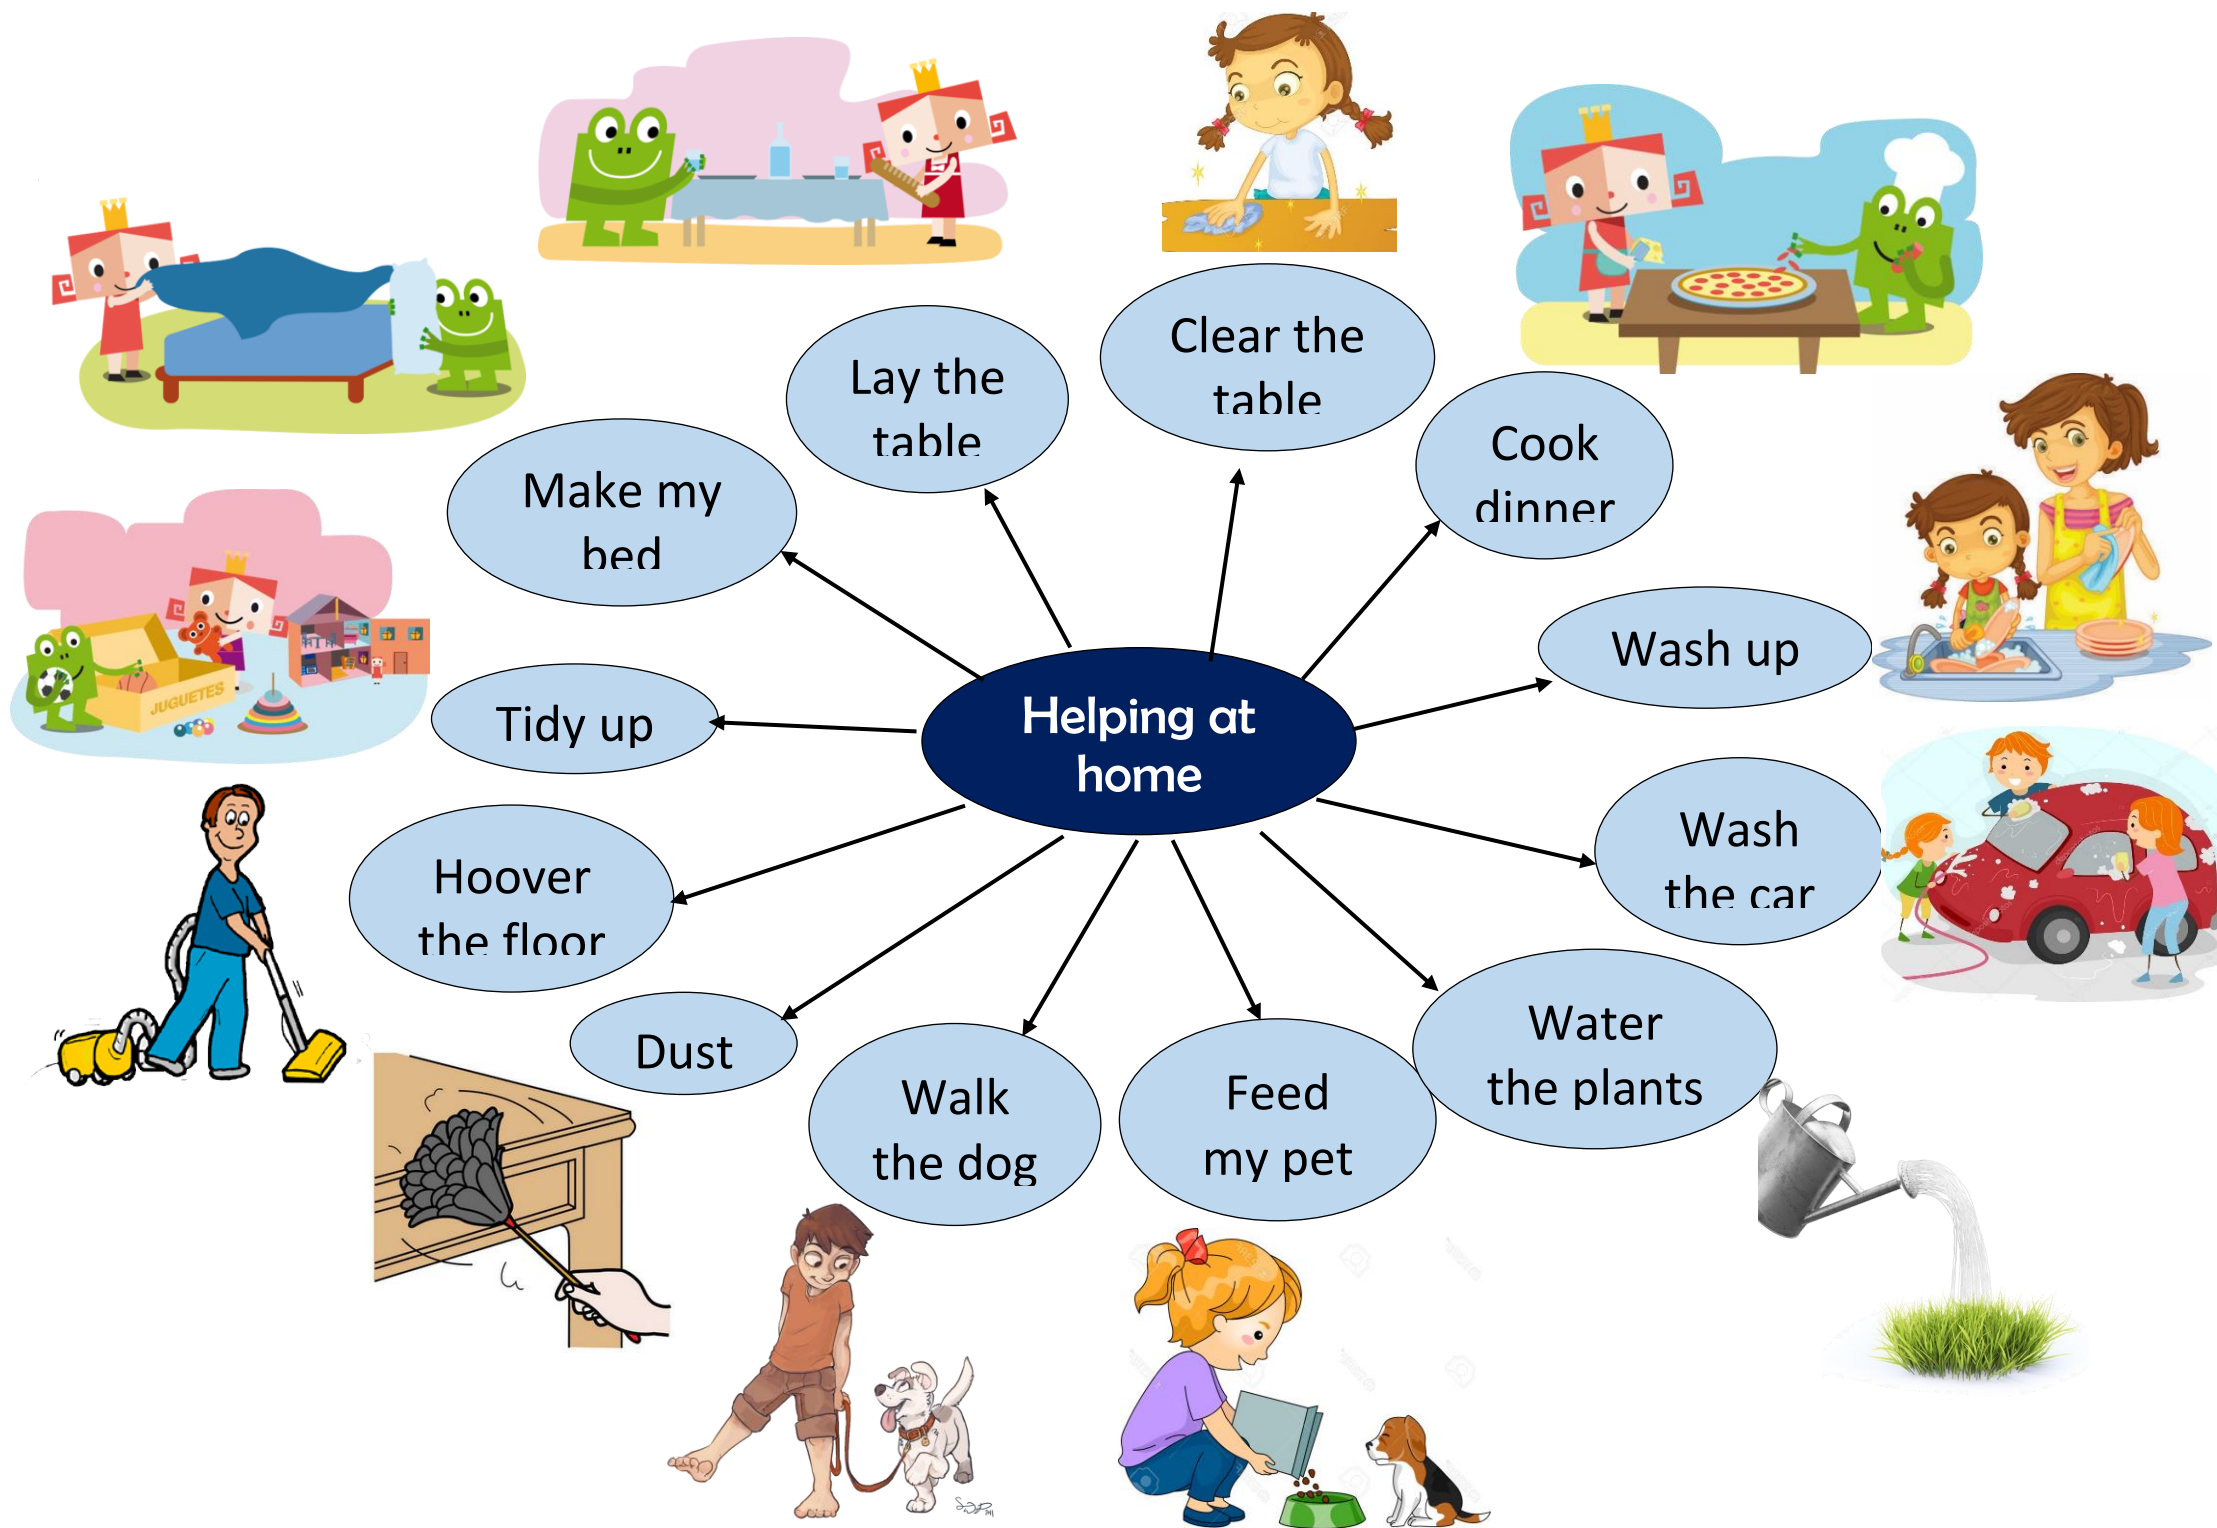 Clear the
table
Lay the
table
Cook
dinner
Make my
bed
Wash up
Tidy up
JUGUETES
Helping at
home
Wash
the car
Hoover
the floor
Dust
Water
the plants
Walk
the dog
Feed
my pet